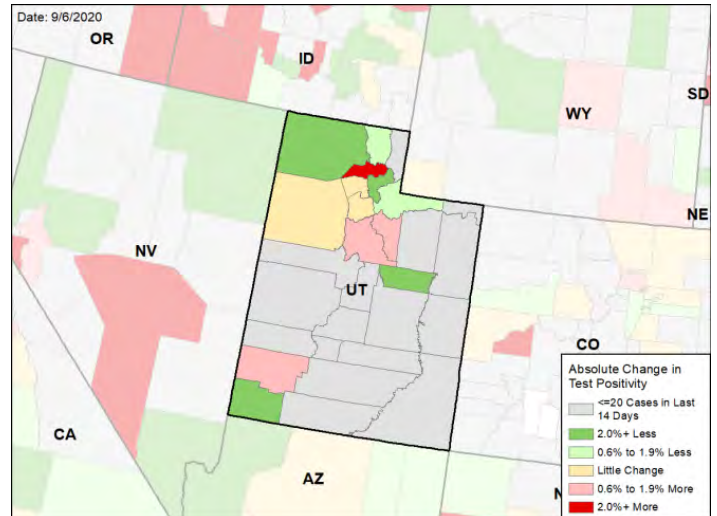 Date: 9/6/2020
OR
ID
SD
WY
NE
NV
UT
CO
CA
AZ
N
Absolute Change in
Test Positivity
<=20 Cases in Last
14 Days
2.0%+ Less
0.6% to 1.9% Less
Little Change
0.6% to 1.9% More
2.0%+ More